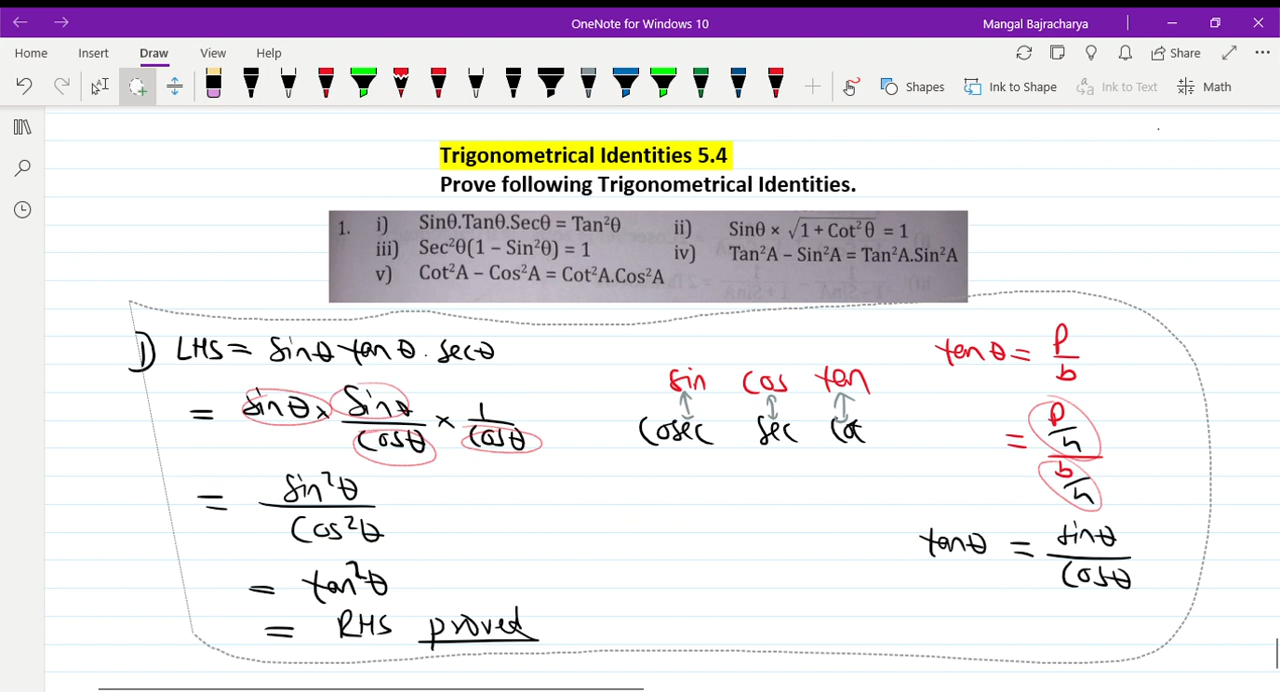 OneNote for Windows 10
Mangal Bajracharya
Home Insert Draw View Help
Share
Shapes Ink to Shape Ink to Text Math
Trigonometrical Identities 5.4
Prove following Trigonometrical Identities.
1. i) Sinθ.Tanθ.Secθ = Tan²θ ii) Sinθ × √1 + Cot²θ = 1
iii) Sec²θ(1 − Sin²θ) = 1 iv) Tan²A − Sin²A = Tan²A.Sin²A
v) Cot²A − Cos²A = Cot²A.Cos²A
1) LHS = sinθ tanθ . secθ
= sinθ × sinθ/cosθ × 1/cosθ
= sin²θ/cos²θ
= tan²θ
= RHS proved
sin cos tan
cosec sec cot
tanθ = p/b
= p/h / b/h
tanθ = sinθ/cosθ